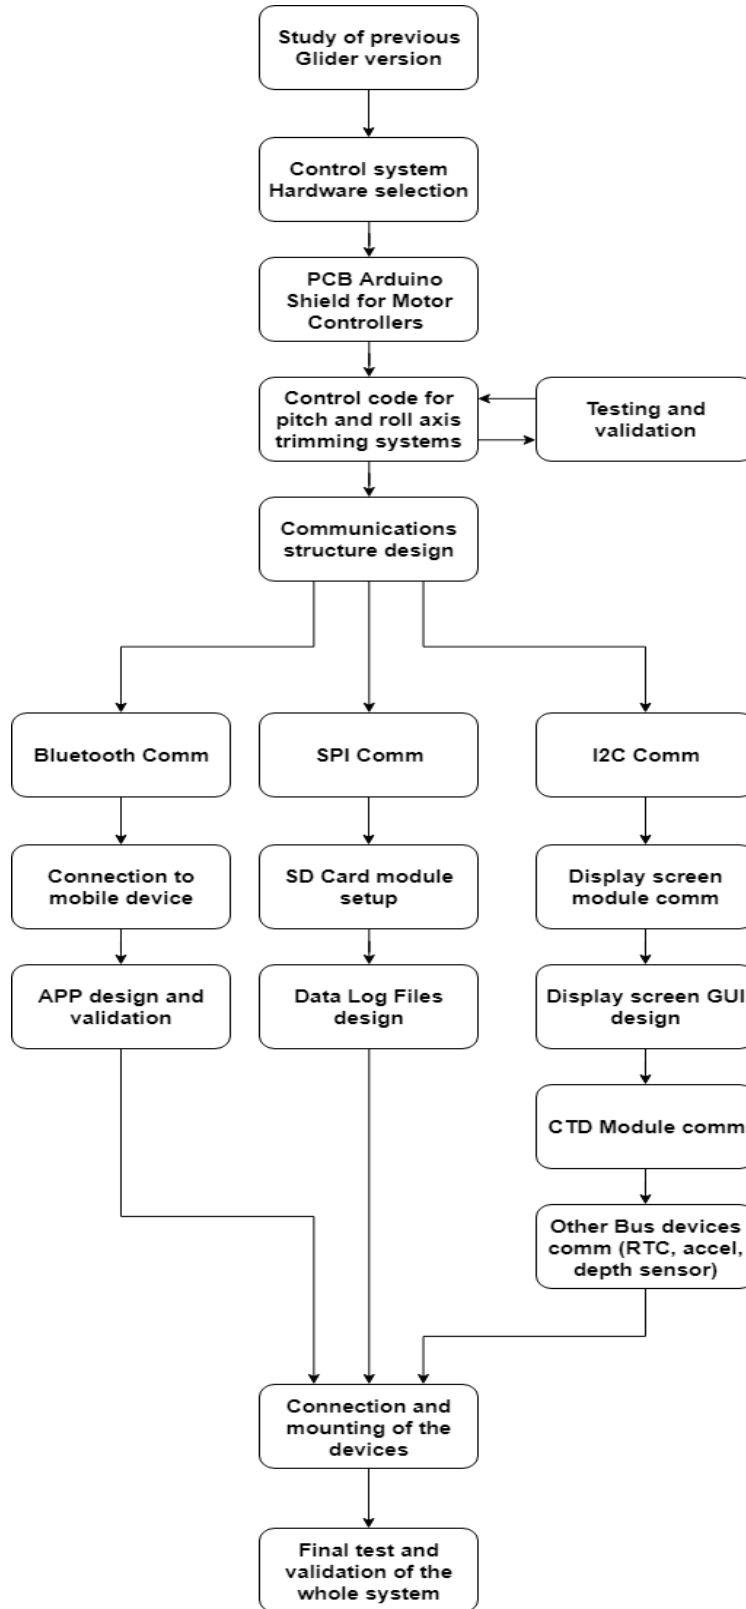 Study of previous
Glider version
Control system
Hardware selection
PCB Arduino
Shield for Motor
Controllers
Control code for
pitch and roll axis
trimming systems
Testing and
validation
Communications
structure design
Bluetooth Comm
SPI Comm
I2C Comm
Connection to
mobile device
SD Card module
setup
Display screen
module comm
APP design and
validation
Data Log Files
design
Display screen GUI
design
CTD Module comm
Other Bus devices
comm (RTC, accel,
depth sensor)
Connection and
mounting of the
devices
Final test and
validation of the
whole system